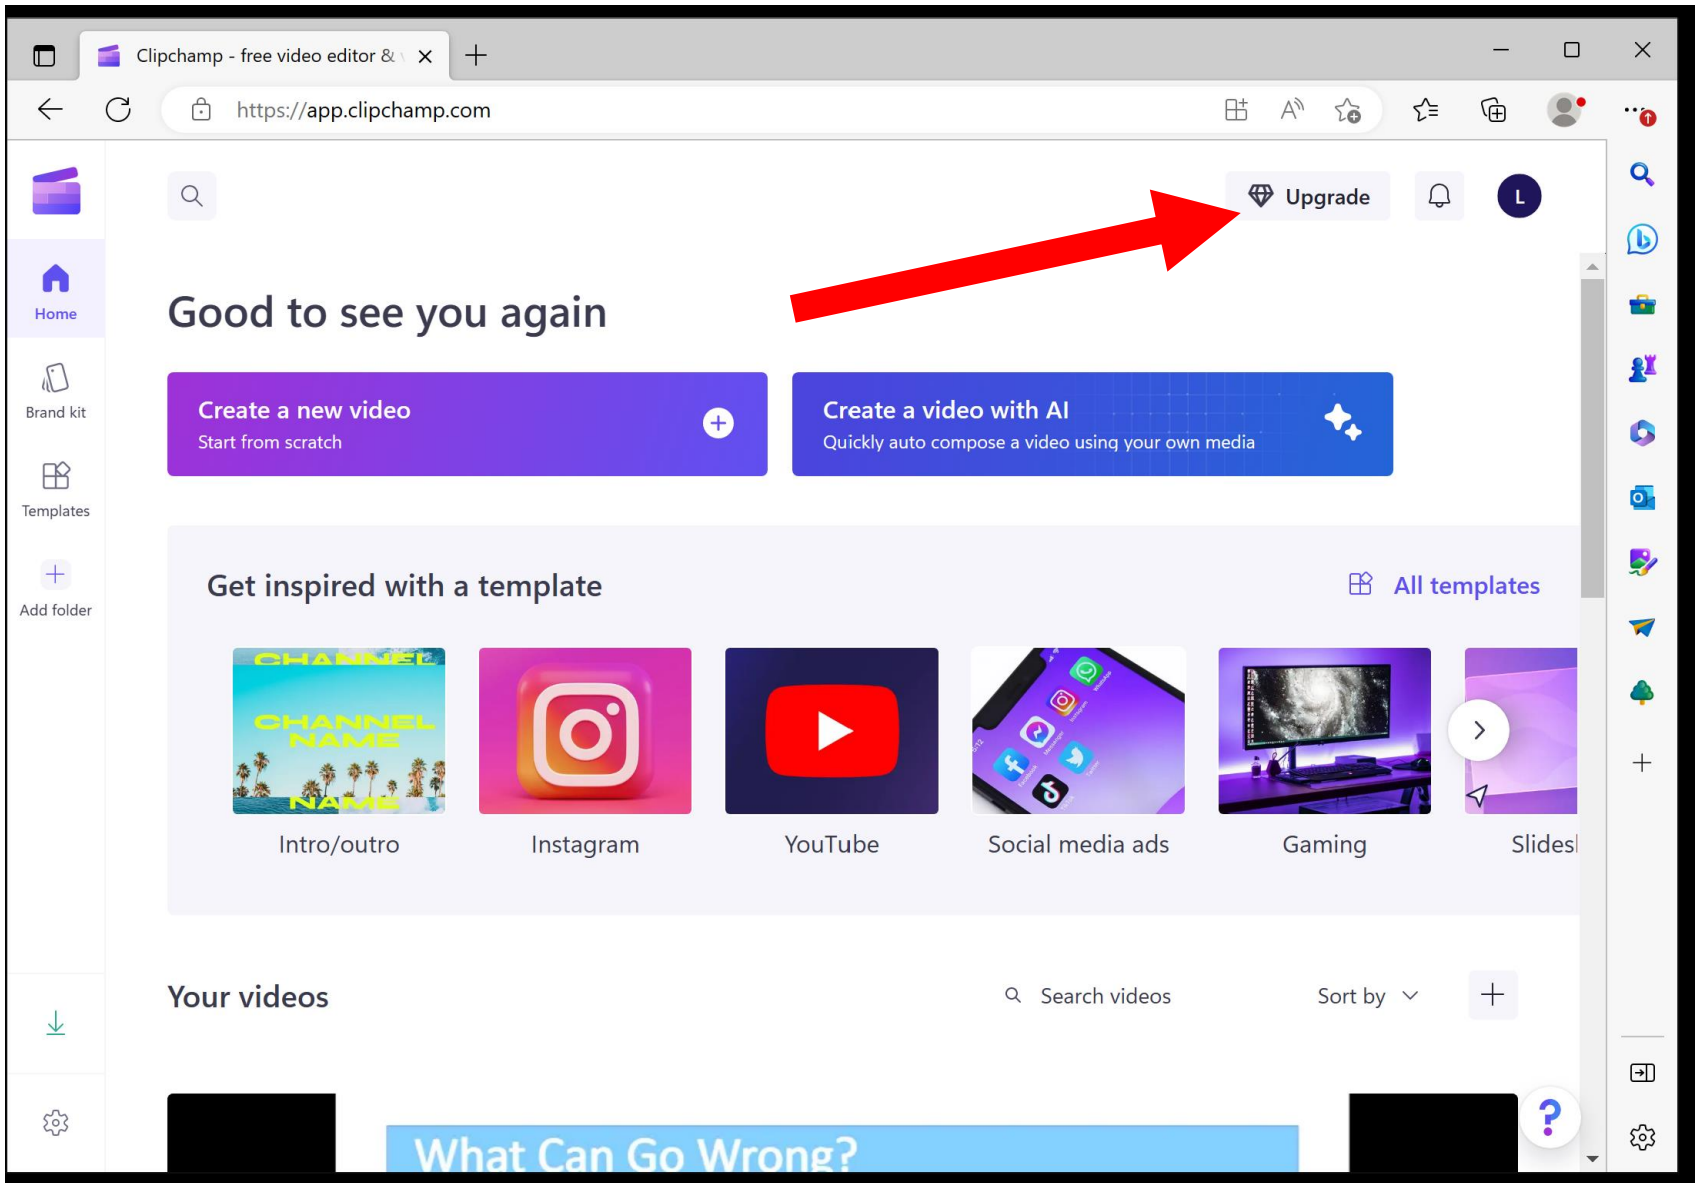 Clipchamp - free video editor &
https://app.clipchamp.com
Upgrade
L
Home
Brand kit
Templates
Add folder
Good to see you again
Create a new video
Start from scratch
Create a video with AI
Quickly auto compose a video using your own media
Get inspired with a template
All templates
CHANNEL
CHANNEL
NAME
NAME
Intro/outro
Instagram
YouTube
Social media ads
Gaming
Slides
Your videos
Search videos
Sort by
What Can Go Wrong?